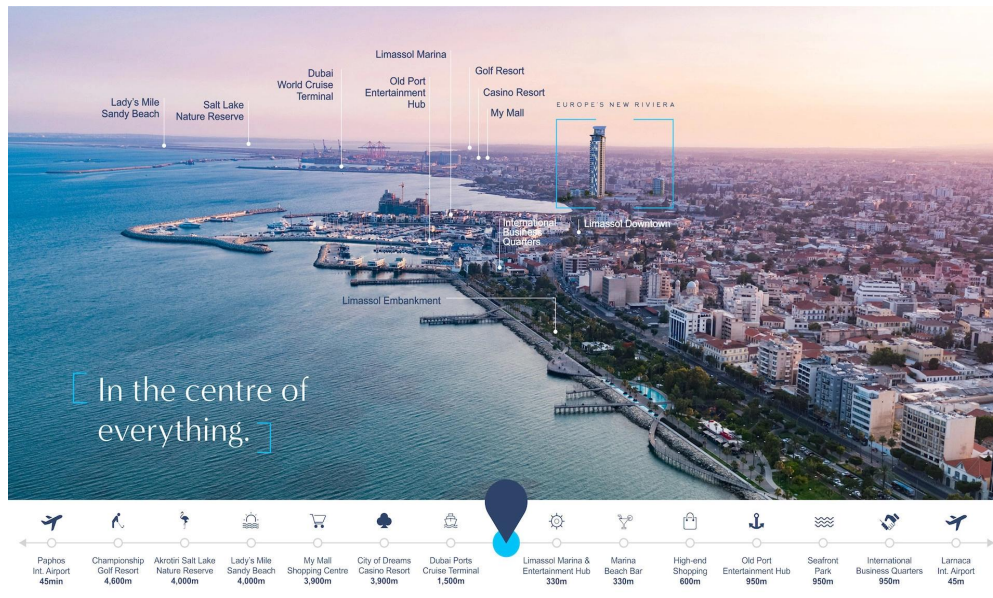 Limassol Marina
Golf Resort
Dubai
World Cruise
Terminal
Old Port
Entertainment
Hub
Casino Resort
Lady's Mile
Sandy Beach
Salt Lake
Nature Reserve
My Mall
EUROPE'S NEW RIVIERA
International
Business
Quarters
Limassol Downtown
Limassol Embankment
In the centre of
everything.
Paphos
Int. Airport
45min
Championship
Golf Resort
4,600m
Akrotiri Salt Lake
Nature Reserve
4,000m
Lady's Mile
Sandy Beach
4,000m
My Mall
Shopping Centre
3,900m
City of Dreams
Casino Resort
3,900m
Dubai Ports
Cruise Terminal
1,500m
Limassol Marina &
Entertainment Hub
330m
Marina
Beach Bar
330m
High-end
Shopping
600m
Old Port
Entertainment Hub
950m
Seafront
Park
950m
International
Business Quarters
950m
Larnaca
Int. Airport
45m